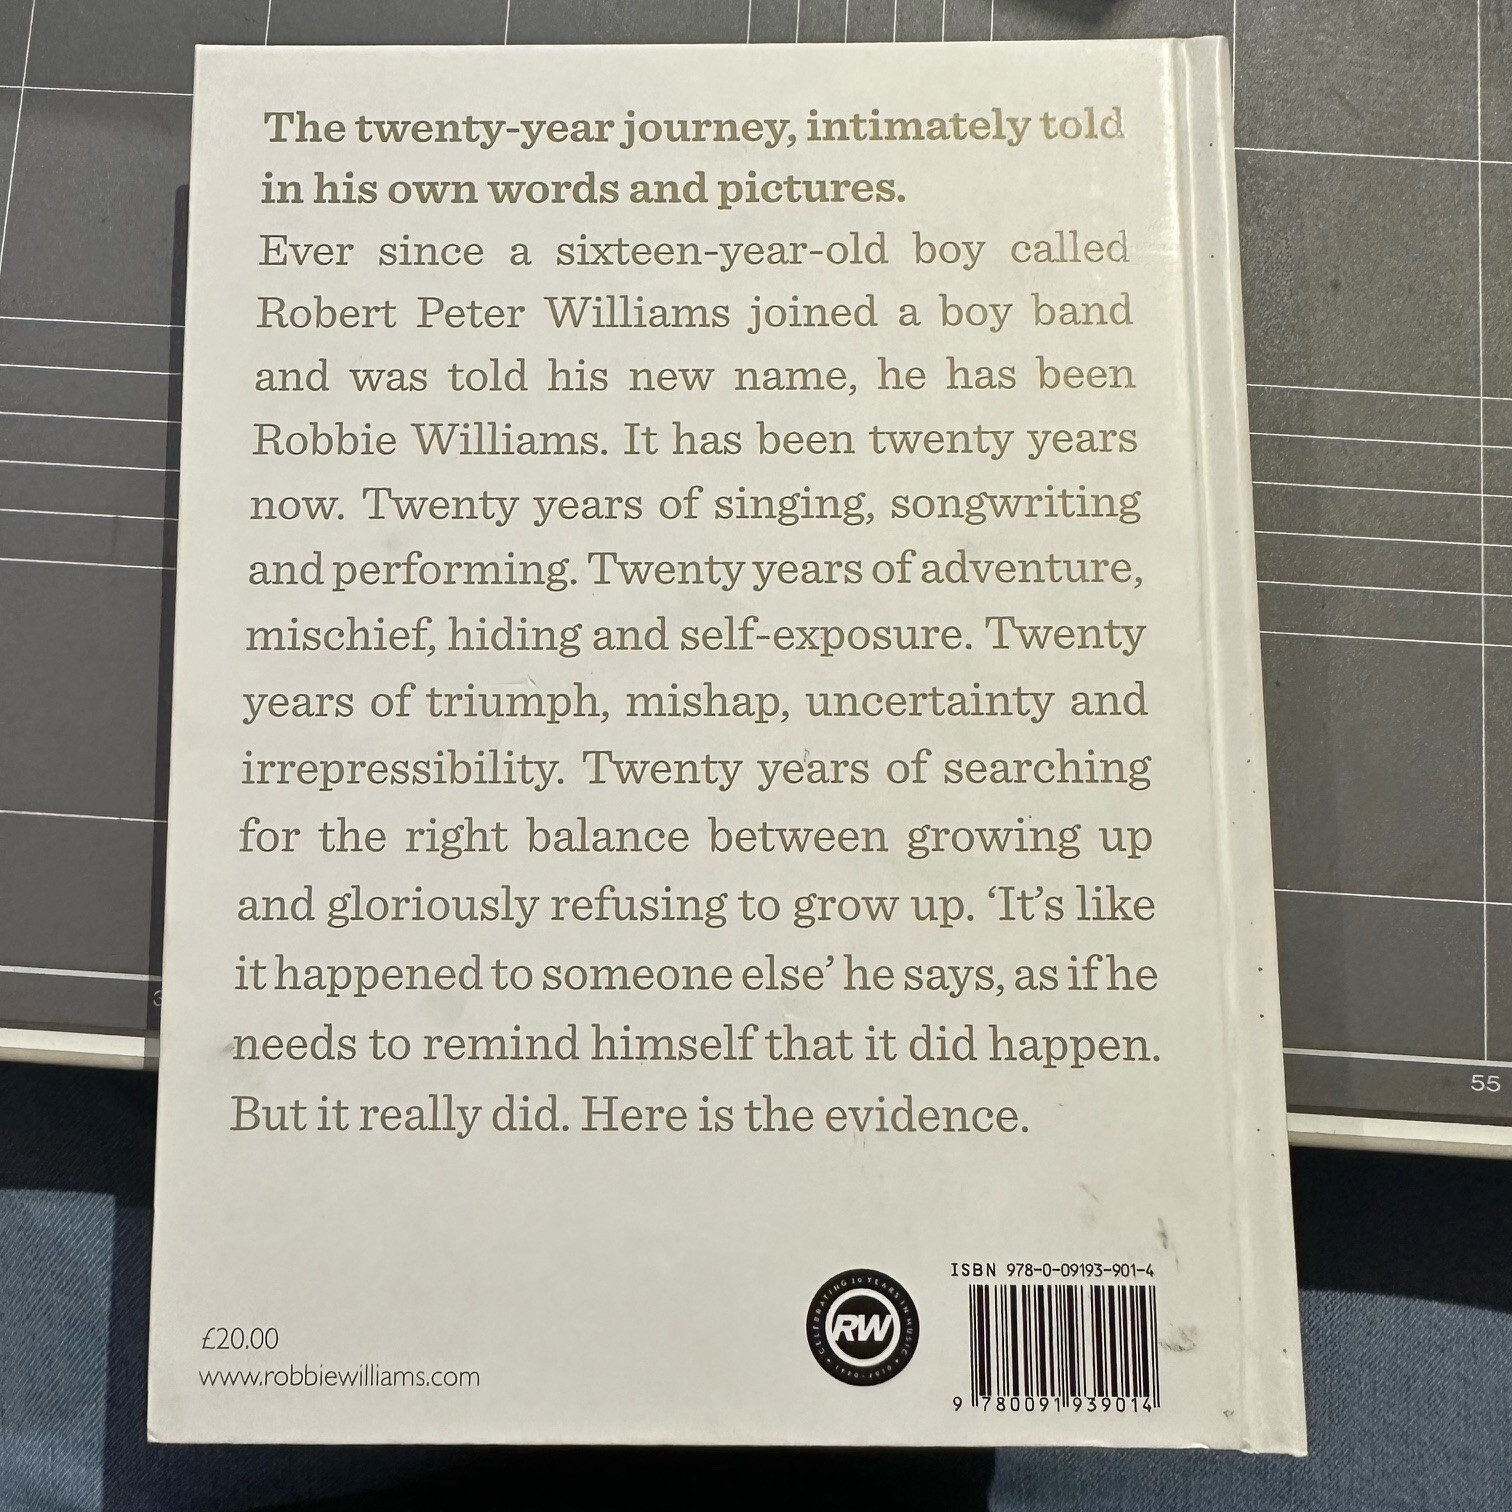 The twenty-year journey, intimately told
in his own words and pictures.
Ever since a sixteen-year-old boy called
Robert Peter Williams joined a boy band
and was told his new name, he has been
Robbie Williams. It has been twenty years
now. Twenty years of singing, songwriting
and performing. Twenty years of adventure,
mischief, hiding and self-exposure. Twenty
years of triumph, mishap, uncertainty and
irrepressibility. Twenty years of searching
for the right balance between growing up
and gloriously refusing to grow up. ‘It’s like
it happened to someone else’ he says, as if he
needs to remind himself that it did happen.
But it really did. Here is the evidence.
£20.00
www.robbiewilliams.com
CELEBRATING 20 YEARS IN MUSIC
RW
ISBN 978-0-09193-901-4
9 780091 939014
55